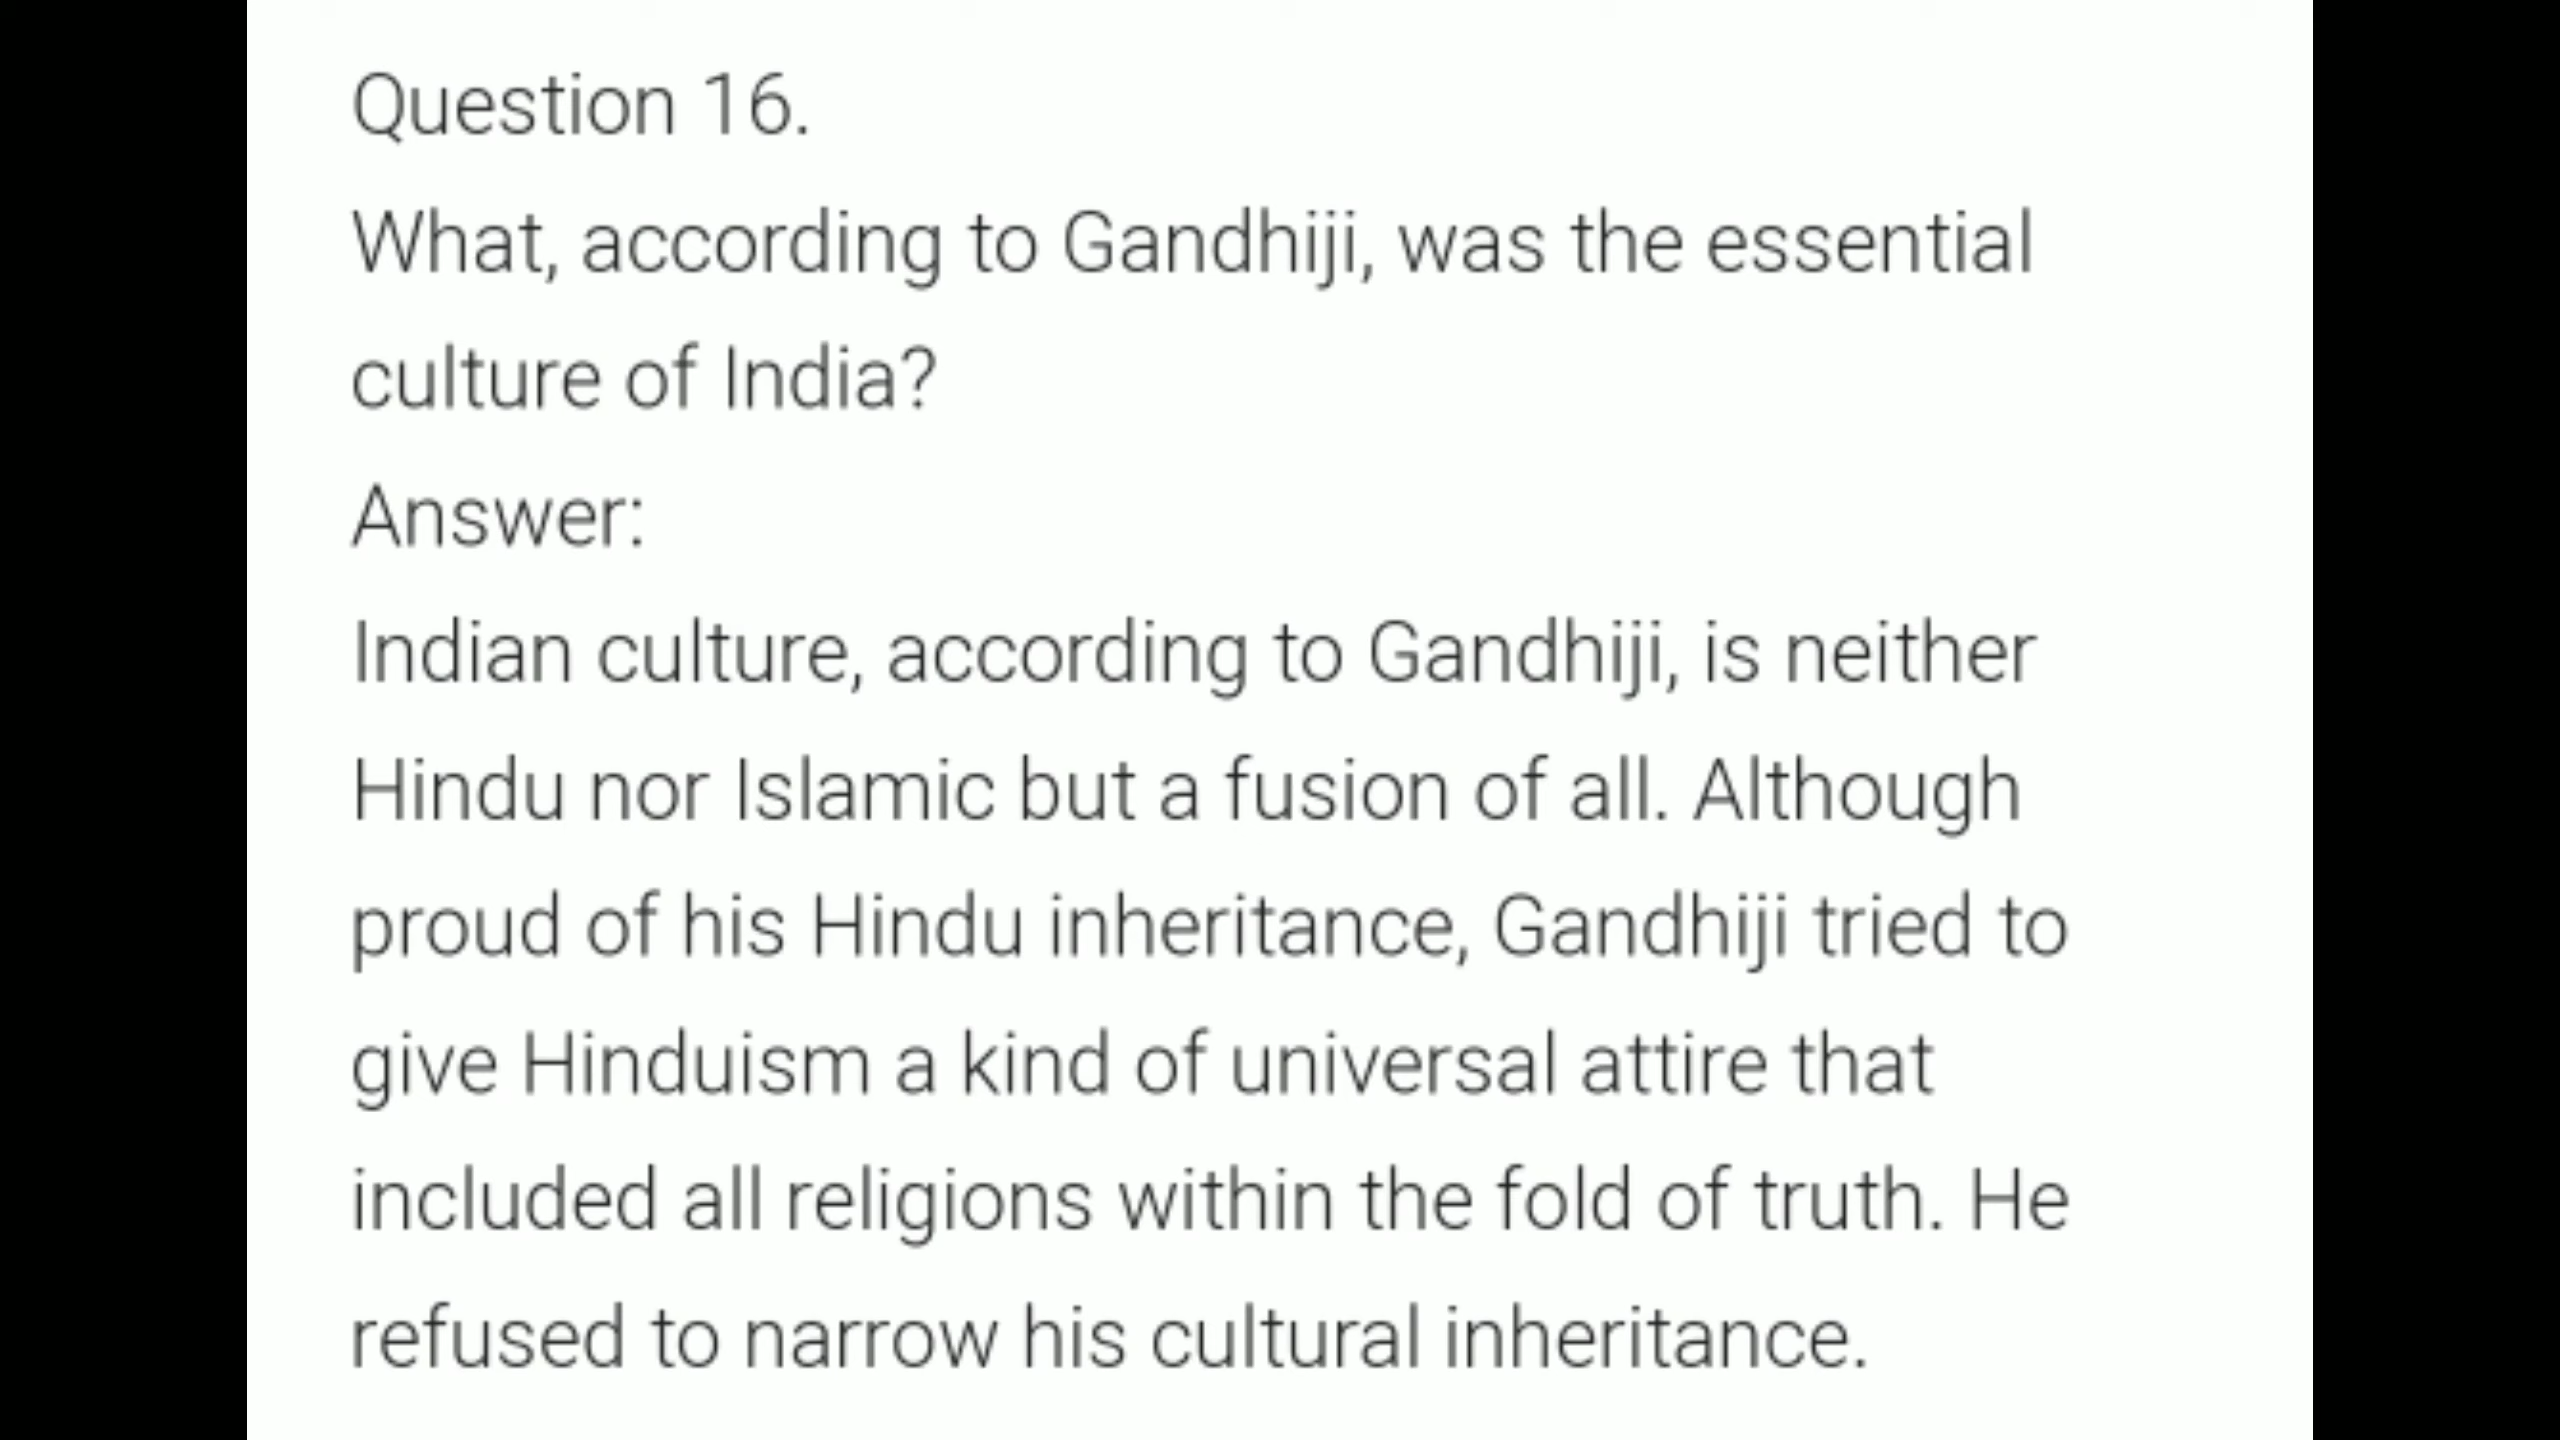 Question 16.
What, according to Gandhiji, was the essential
culture of India?
Answer:
Indian culture, according to Gandhiji, is neither
Hindu nor Islamic but a fusion of all. Although
proud of his Hindu inheritance, Gandhiji tried to
give Hinduism a kind of universal attire that
included all religions within the fold of truth. He
refused to narrow his cultural inheritance.